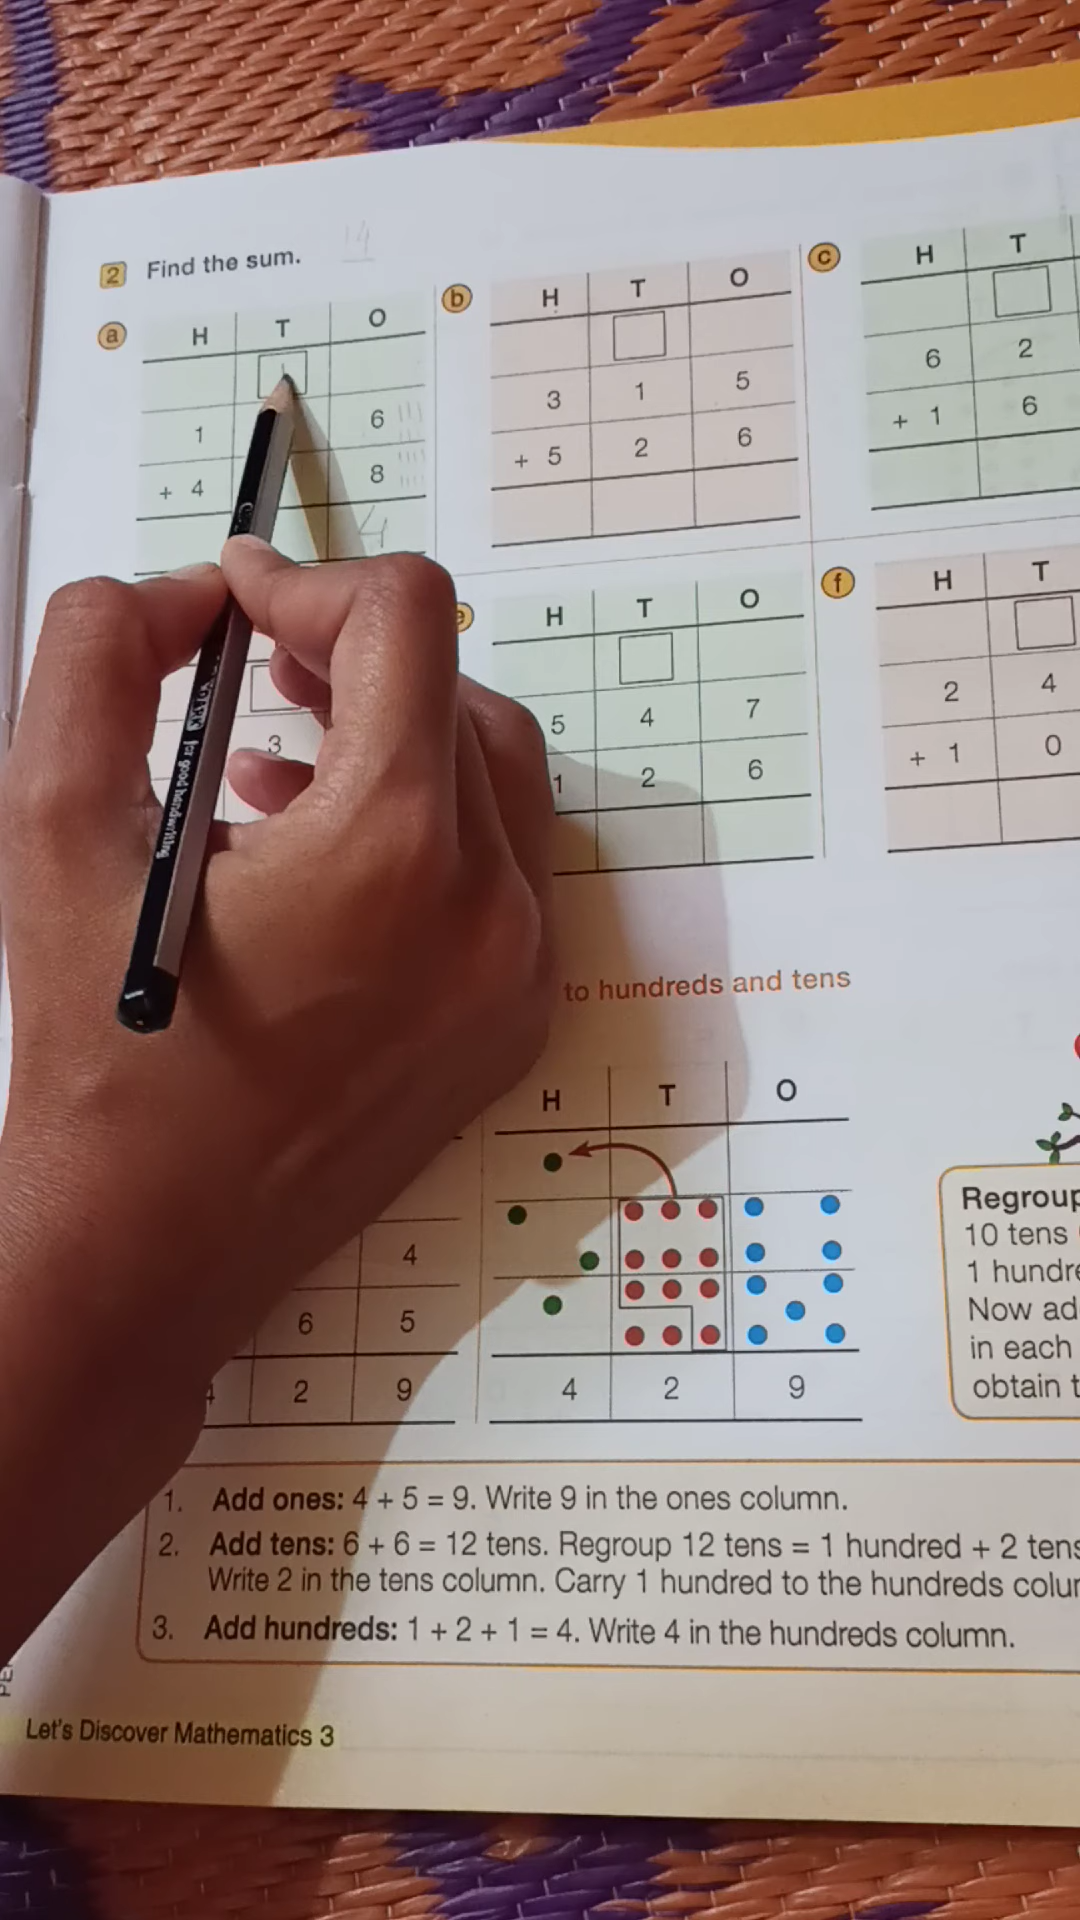 2 Find the sum. 14
a H T O
1 6
+ 4 8
4
b H T O
3 1 5
+ 5 2 6
c H T
6 2
+ 1 6
3
e H T O
5 4 7
1 2 6
f H T
2 4
+ 1 0
to hundreds and tens
4
6 5
4 2 9
H T O
4 2 9
Regroup
10 tens
1 hundre
Now ad
in each
obtain t
1. Add ones: 4 + 5 = 9. Write 9 in the ones column.
2. Add tens: 6 + 6 = 12 tens. Regroup 12 tens = 1 hundred + 2 tens
Write 2 in the tens column. Carry 1 hundred to the hundreds colum
3. Add hundreds: 1 + 2 + 1 = 4. Write 4 in the hundreds column.
Let's Discover Mathematics 3
for good handwriting